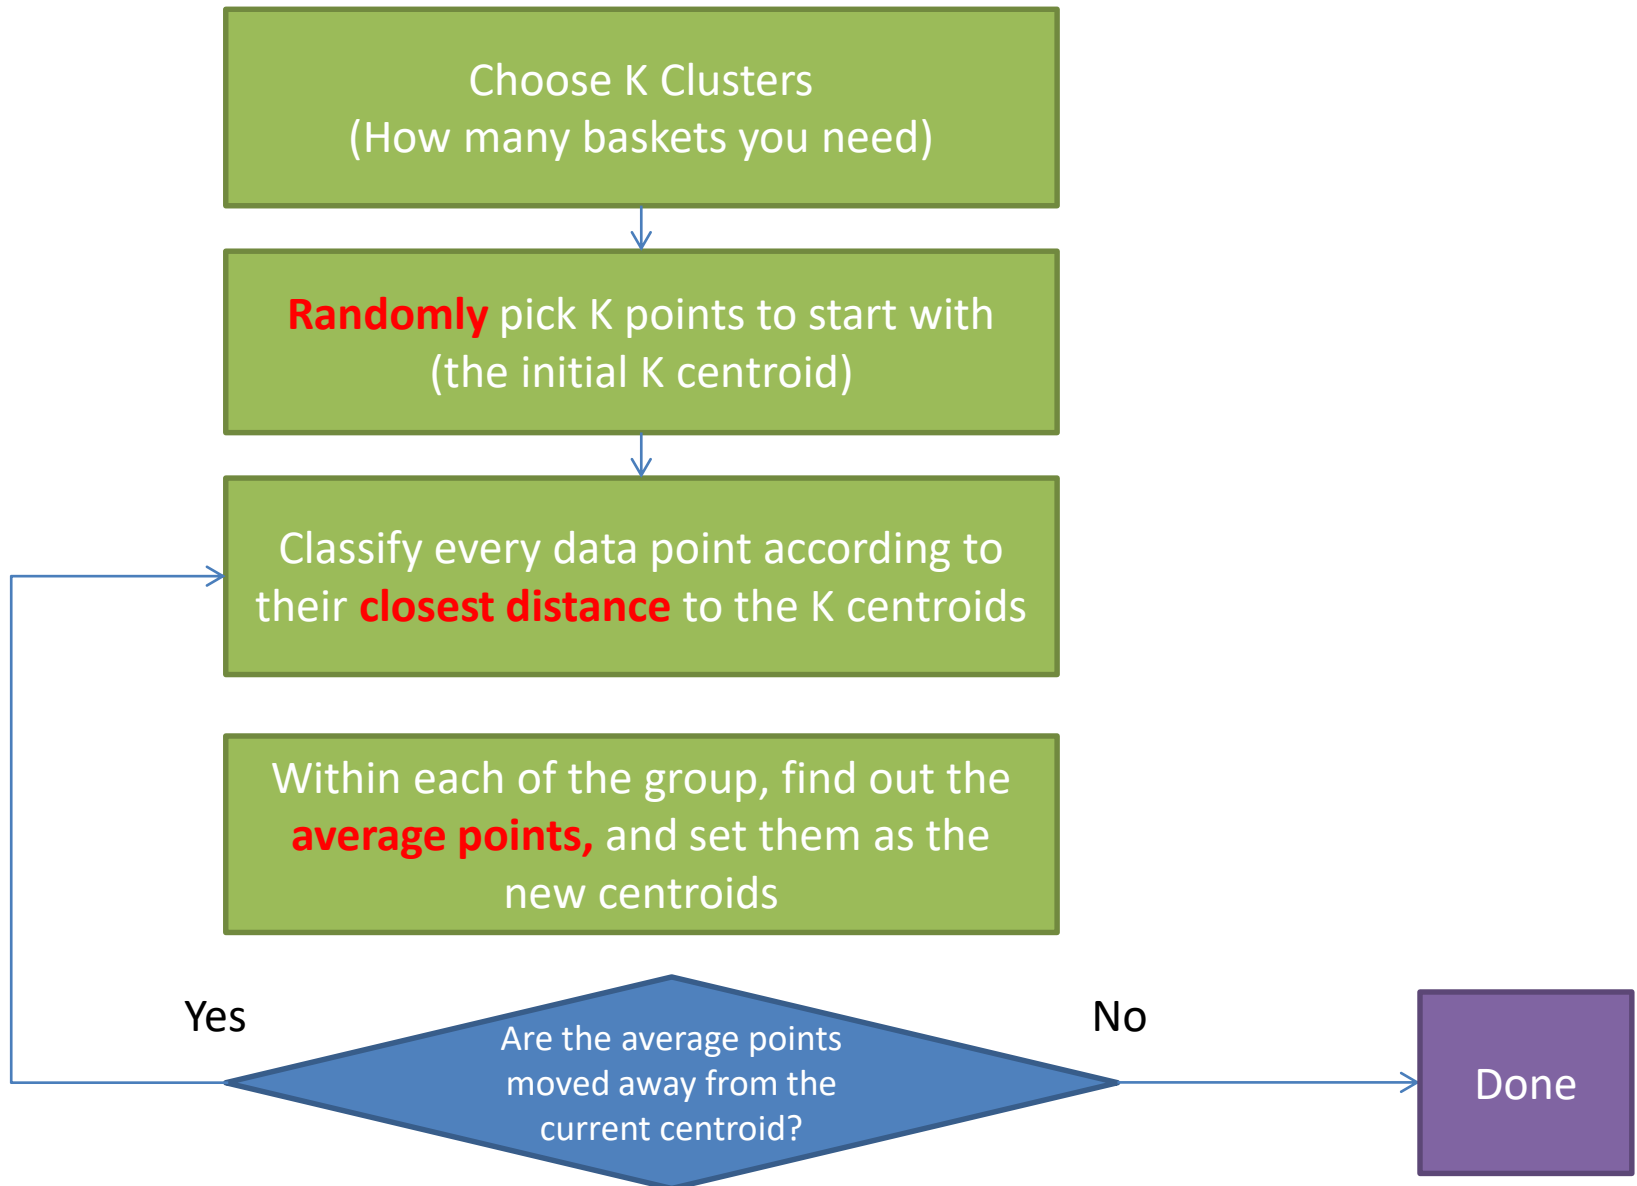 Choose K Clusters
(How many baskets you need)
Randomly pick K points to start with
(the initial K centroid)
Classify every data point according to
their closest distance to the K centroids
Within each of the group, find out the
average points, and set them as the
new centroids
Yes
Are the average points
moved away from the
current centroid?
No
Done